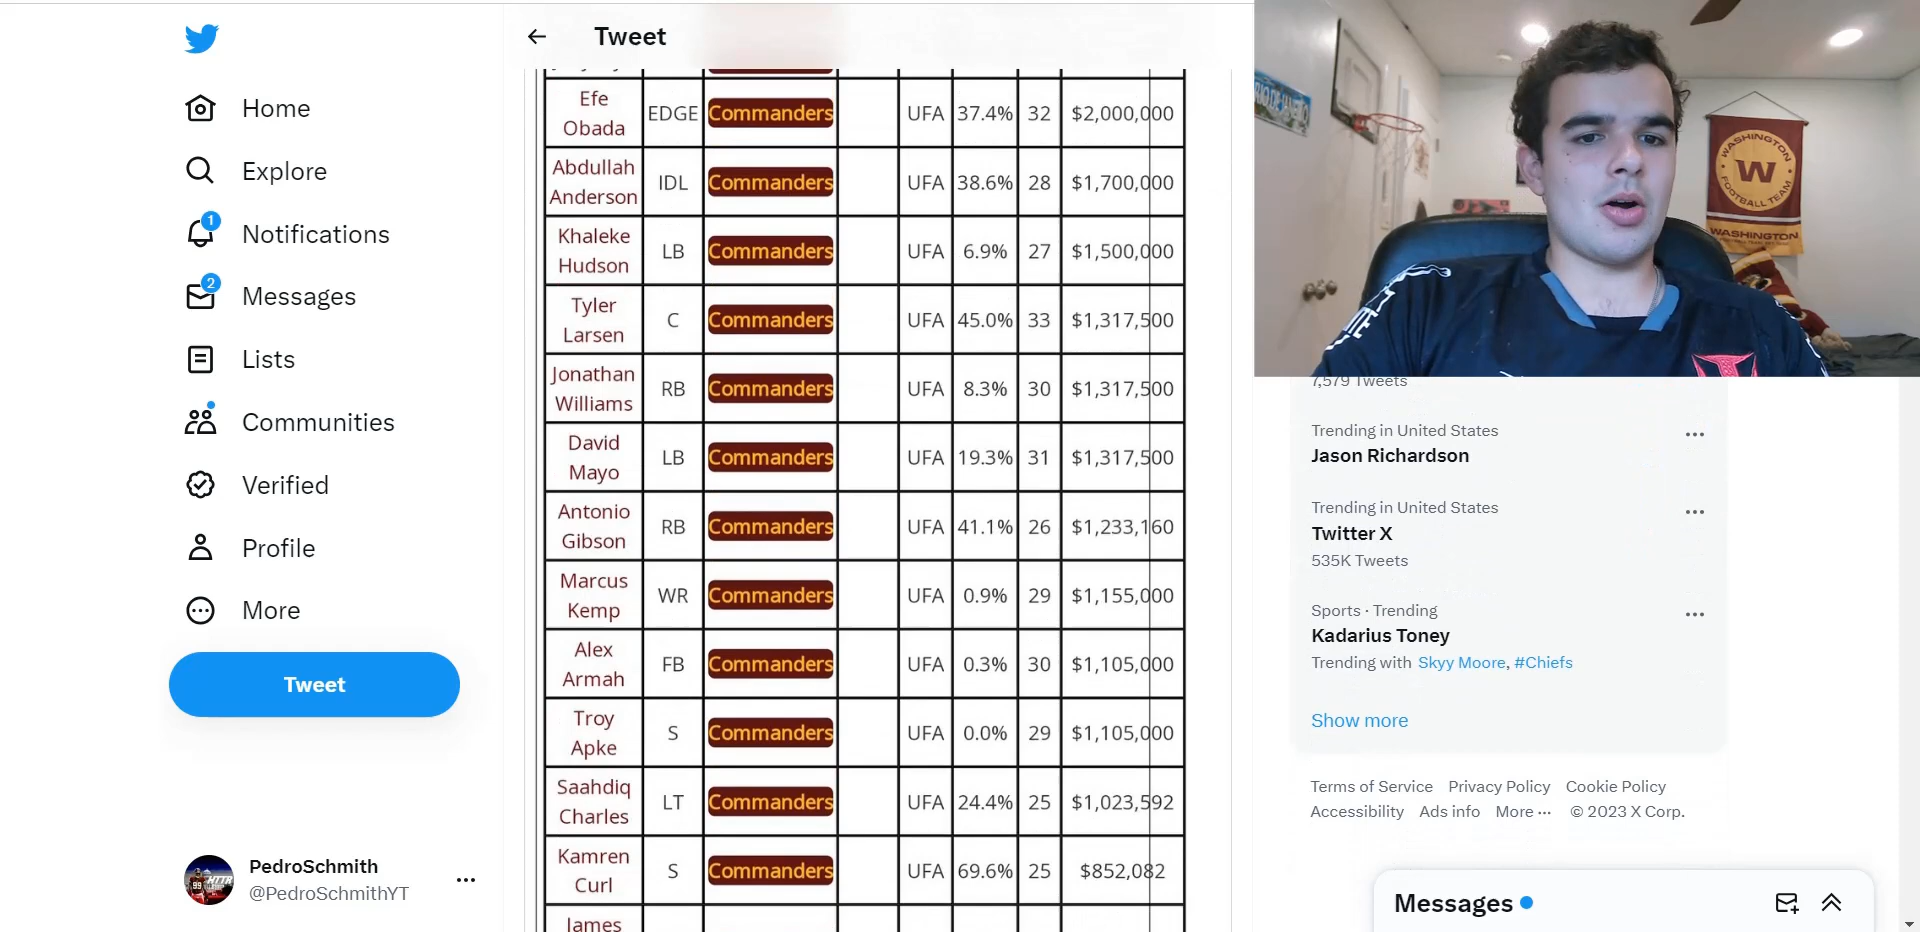 Tweet
Home
Explore
1
Notifications
2
Messages
Lists
Communities
Verified
Profile
More
Tweet
PedroSchmith
@PedroSchmithYT
Efe Obada EDGE Commanders UFA 37.4% 32 $2,000,000
Abdullah Anderson IDL Commanders UFA 38.6% 28 $1,700,000
Khaleke Hudson LB Commanders UFA 6.9% 27 $1,500,000
Tyler Larsen C Commanders UFA 45.0% 33 $1,317,500
Jonathan Williams RB Commanders UFA 8.3% 30 $1,317,500
David Mayo LB Commanders UFA 19.3% 31 $1,317,500
Antonio Gibson RB Commanders UFA 41.1% 26 $1,233,160
Marcus Kemp WR Commanders UFA 0.9% 29 $1,155,000
Alex Armah FB Commanders UFA 0.3% 30 $1,105,000
Troy Apke S Commanders UFA 0.0% 29 $1,105,000
Saahdiq Charles LT Commanders UFA 24.4% 25 $1,023,592
Kamren Curl S Commanders UFA 69.6% 25 $852,082
James
WASHINGTON
W
FOOTBALL TEAM
WASHINGTON
7,579 Tweets
Trending in United States
Jason Richardson
Trending in United States
Twitter X
535K Tweets
Sports · Trending
Kadarius Toney
Trending with Skyy Moore, #Chiefs
Show more
Terms of Service Privacy Policy Cookie Policy
Accessibility Ads info More ··· © 2023 X Corp.
Messages